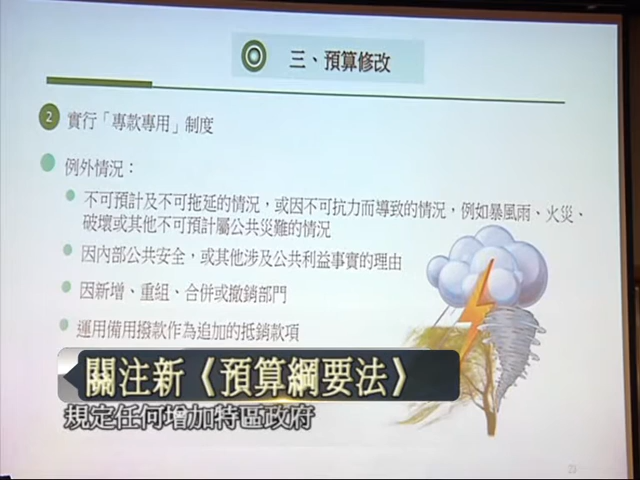 三、預算修改
2 實行「專款專用」制度
例外情況：
不可預計及不可拖延的情況，或因不可抗力而導致的情況，例如暴風雨、火災、
破壞或其他不可預計屬公共災難的情況
因內部公共安全，或其他涉及公共利益事實的理由
因新增、重組、合併或撤銷部門
運用備用撥款作為追加的抵銷款項
關注新《預算綱要法》
規定任何增加特區政府
23